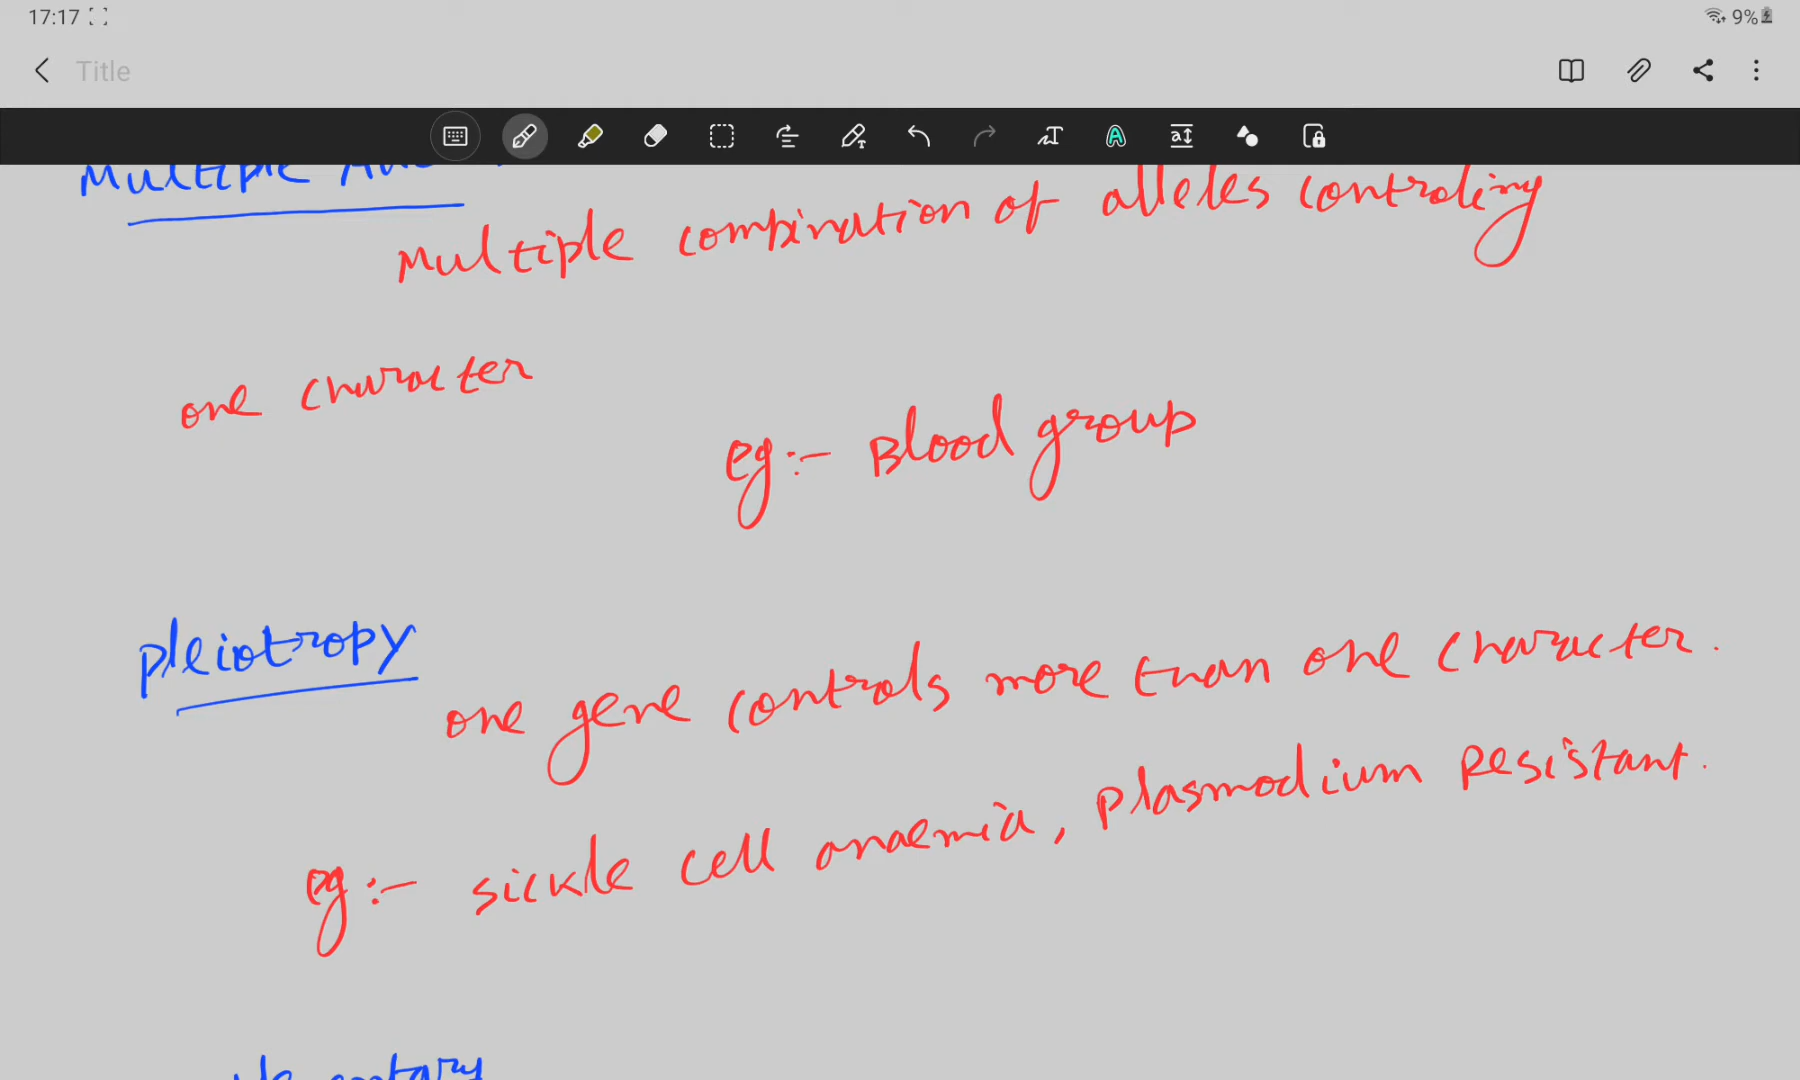 17:17
9%
Title
Multiple
Multiple combination of alleles controling
one character
eg:- Blood group
Pleiotropy
one gene controls more than one character.
eg:- sickle cell anaemia, plasmodium resistant.